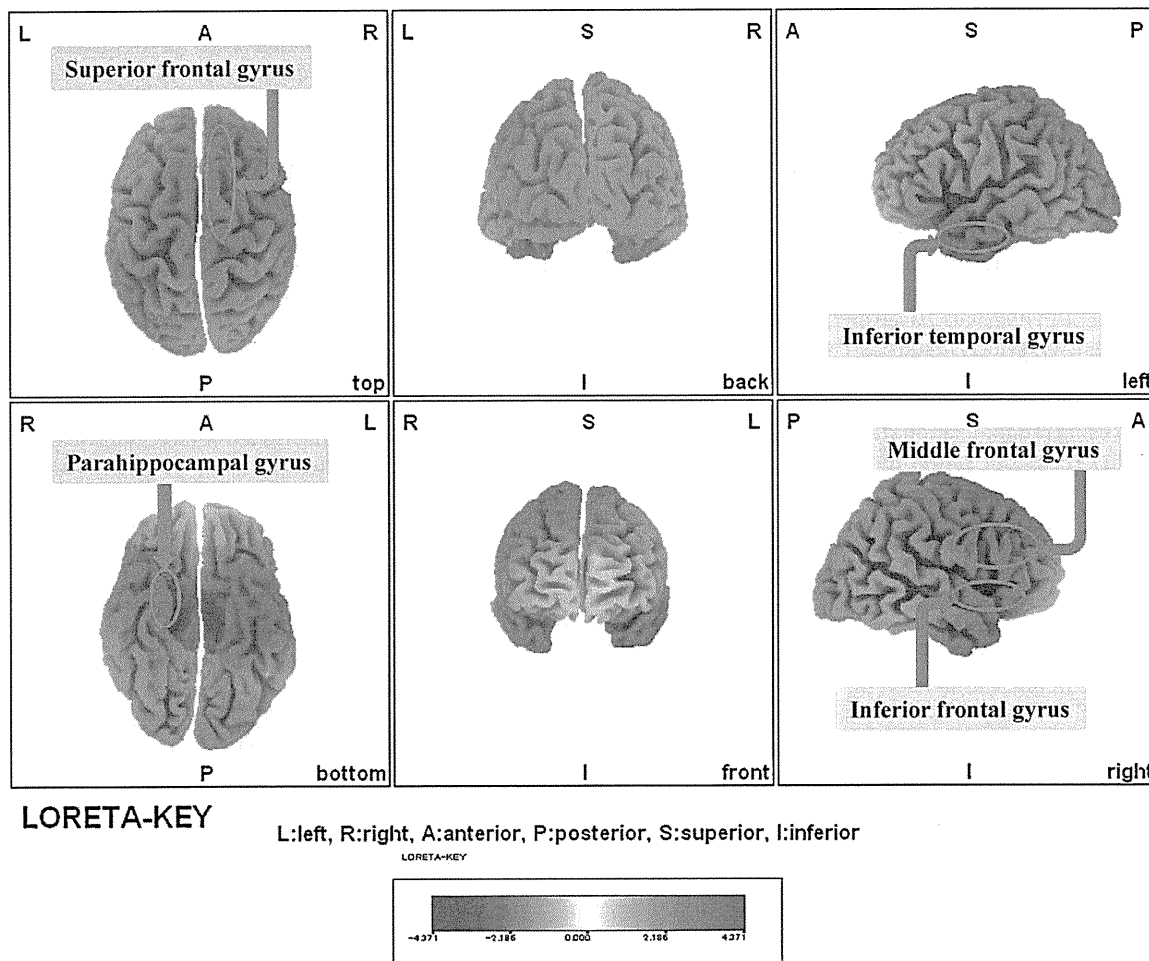 L A R
Superior frontal gyrus
P top
L S R
I back
A S P
Inferior temporal gyrus
I left
R A L
Parahippocampal gyrus
P bottom
R S L
I front
P S A
Middle frontal gyrus
Inferior frontal gyrus
I right
LORETA-KEY
L:left, R:right, A:anterior, P:posterior, S:superior, I:inferior
LORETA-KEY
-4.371 -2.186 0.000 2.186 4.371